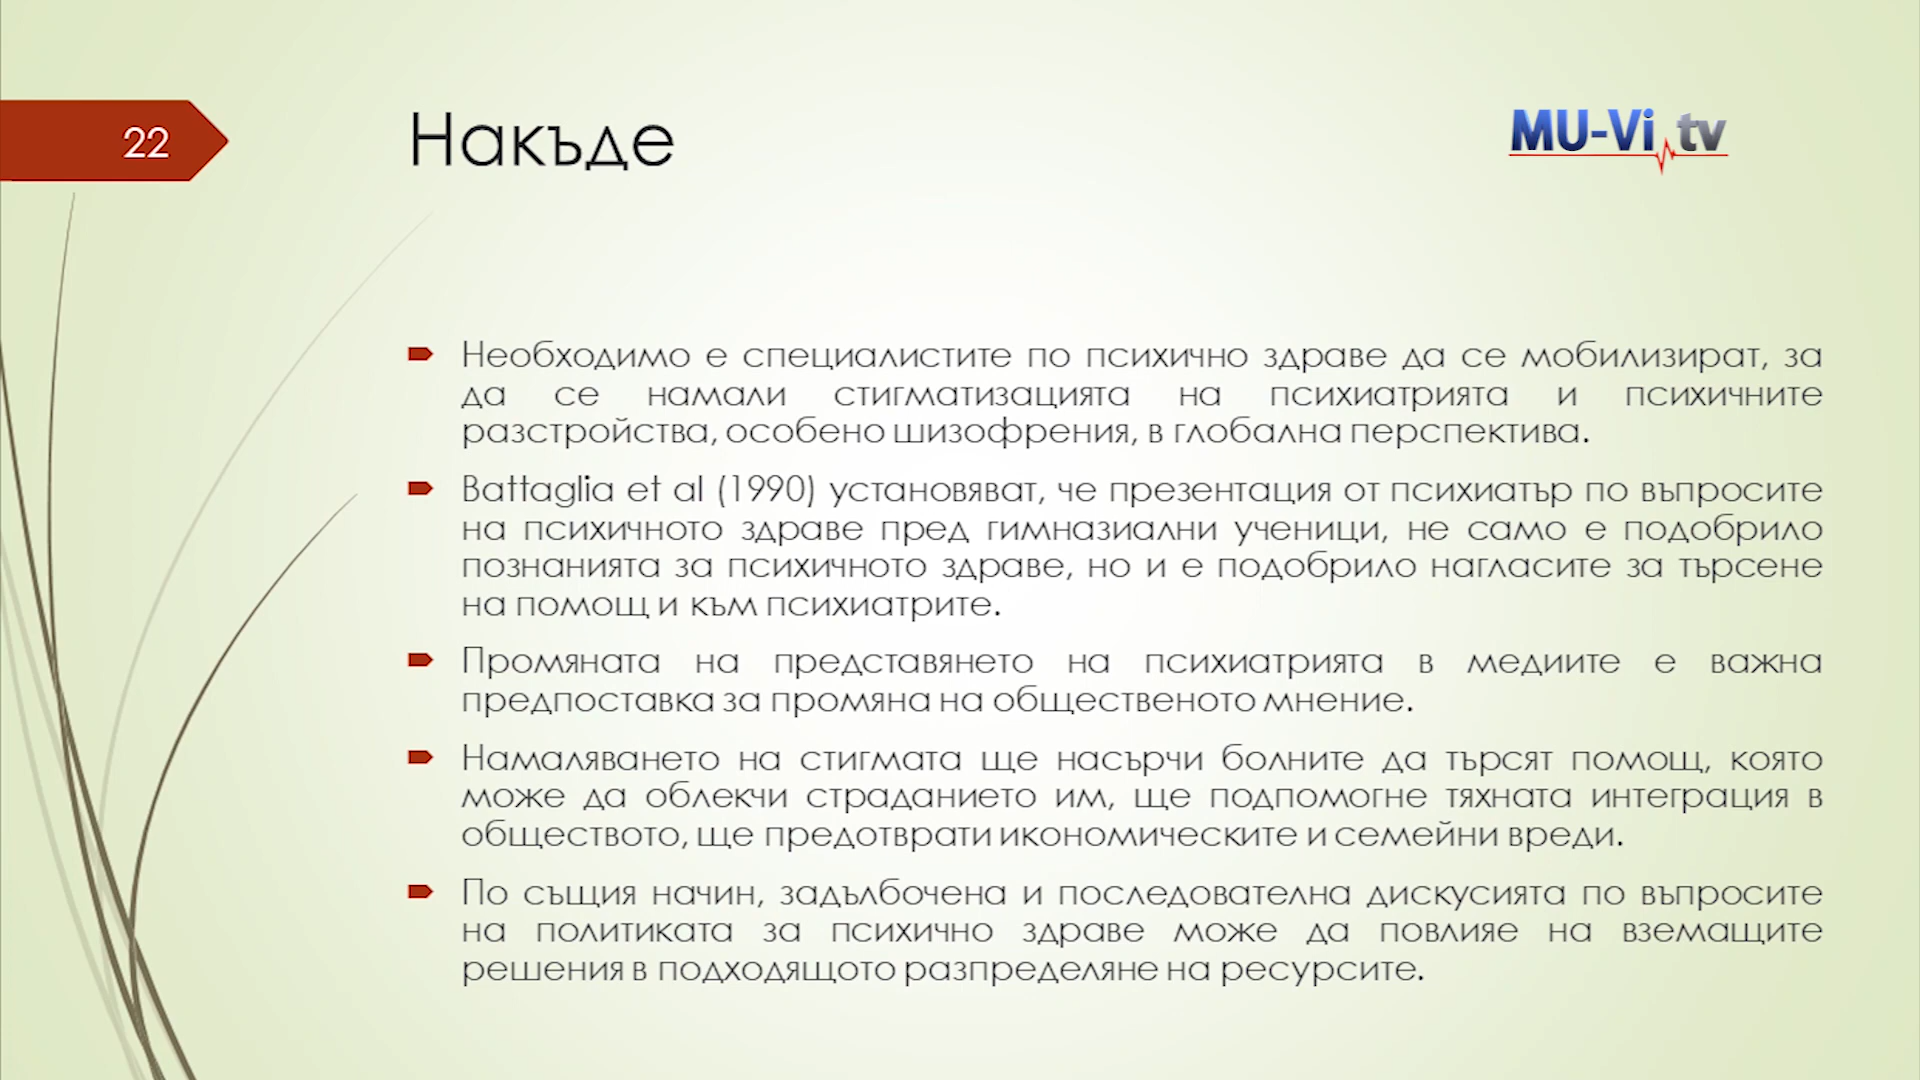 22
Накъде
MU-Vi tv
Необходимо е специалистите по психично здраве да се мобилизират, за
да се намали стигматизацията на психиатрията и психичните
разстройства, особено шизофрения, в глобална перспектива.
Battaglia et al (1990) установяват, че презентация от психиатър по въпросите
на психичното здраве пред гимназиални ученици, не само е подобрило
познанията за психичното здраве, но и е подобрило нагласите за търсене
на помощ и към психиатрите.
Промяната на представянето на психиатрията в медиите е важна
предпоставка за промяна на общественото мнение.
Намаляването на стигмата ще насърчи болните да търсят помощ, която
може да облекчи страданието им, ще подпомогне тяхната интеграция в
обществото, ще предотврати икономическите и семейни вреди.
По същия начин, задълбочена и последователна дискусията по въпросите
на политиката за психично здраве може да повлияе на вземащите
решения в подходящото разпределяне на ресурсите.